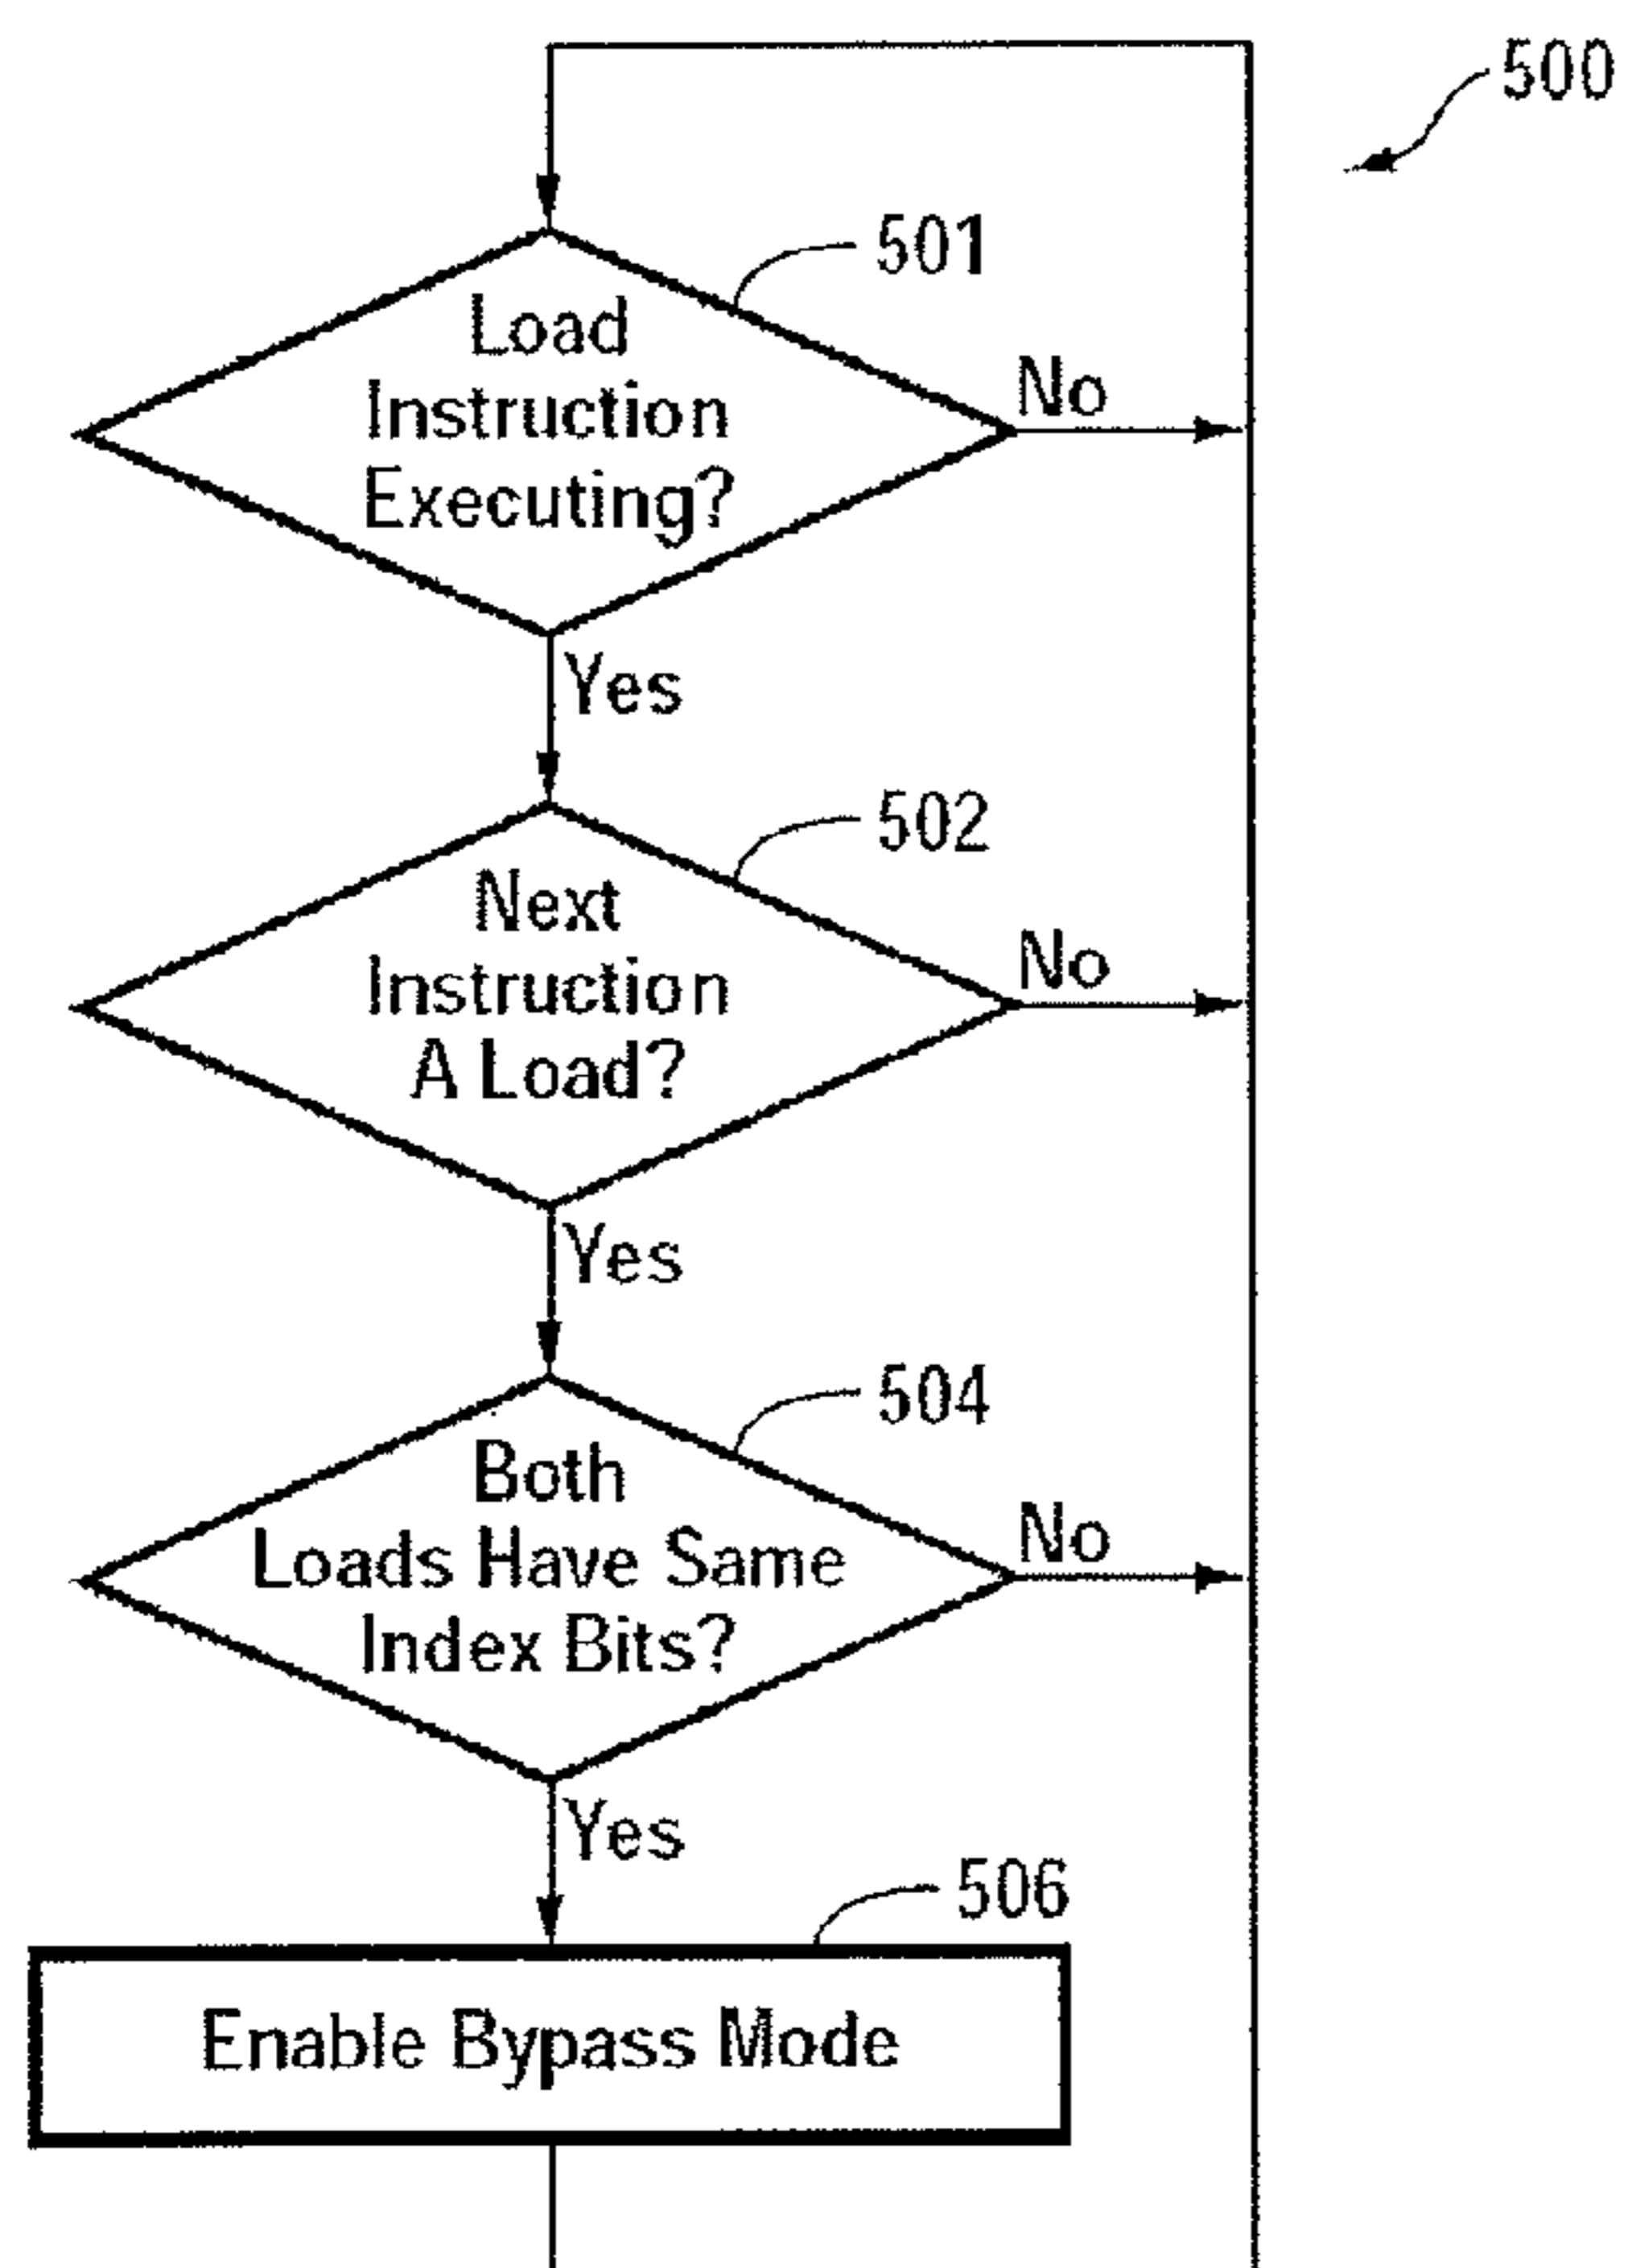 500
501
Load
Instruction
Executing?
No
Yes
502
Next
Instruction
A Load?
No
Yes
504
Both
Loads Have Same
Index Bits?
No
Yes
506
Enable Bypass Mode